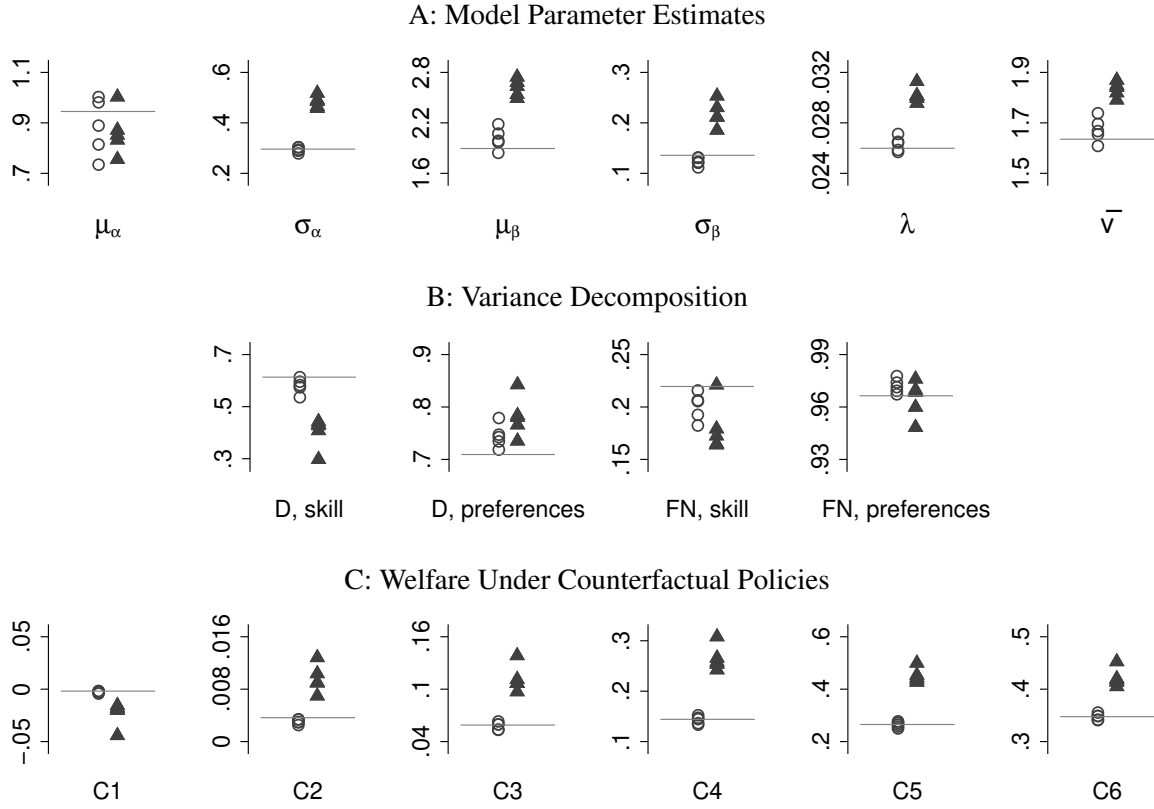 A: Model Parameter Estimates
1.1 .9 .7
.6 .4 .2
2.8 2.2 1.6
.3 .2 .1
.032 .028 .024
1.9 1.7 1.5
μα σα μβ σβ λ v̄
B: Variance Decomposition
.7 .5 .3
.9 .8 .7
.25 .2 .15
.99 .96 .93
D, skill D, preferences FN, skill FN, preferences
C: Welfare Under Counterfactual Policies
.05 0 −.05
.016 .008 0
.16 .1 .04
.3 .2 .1
.6 .4 .2
.5 .4 .3
C1 C2 C3 C4 C5 C6